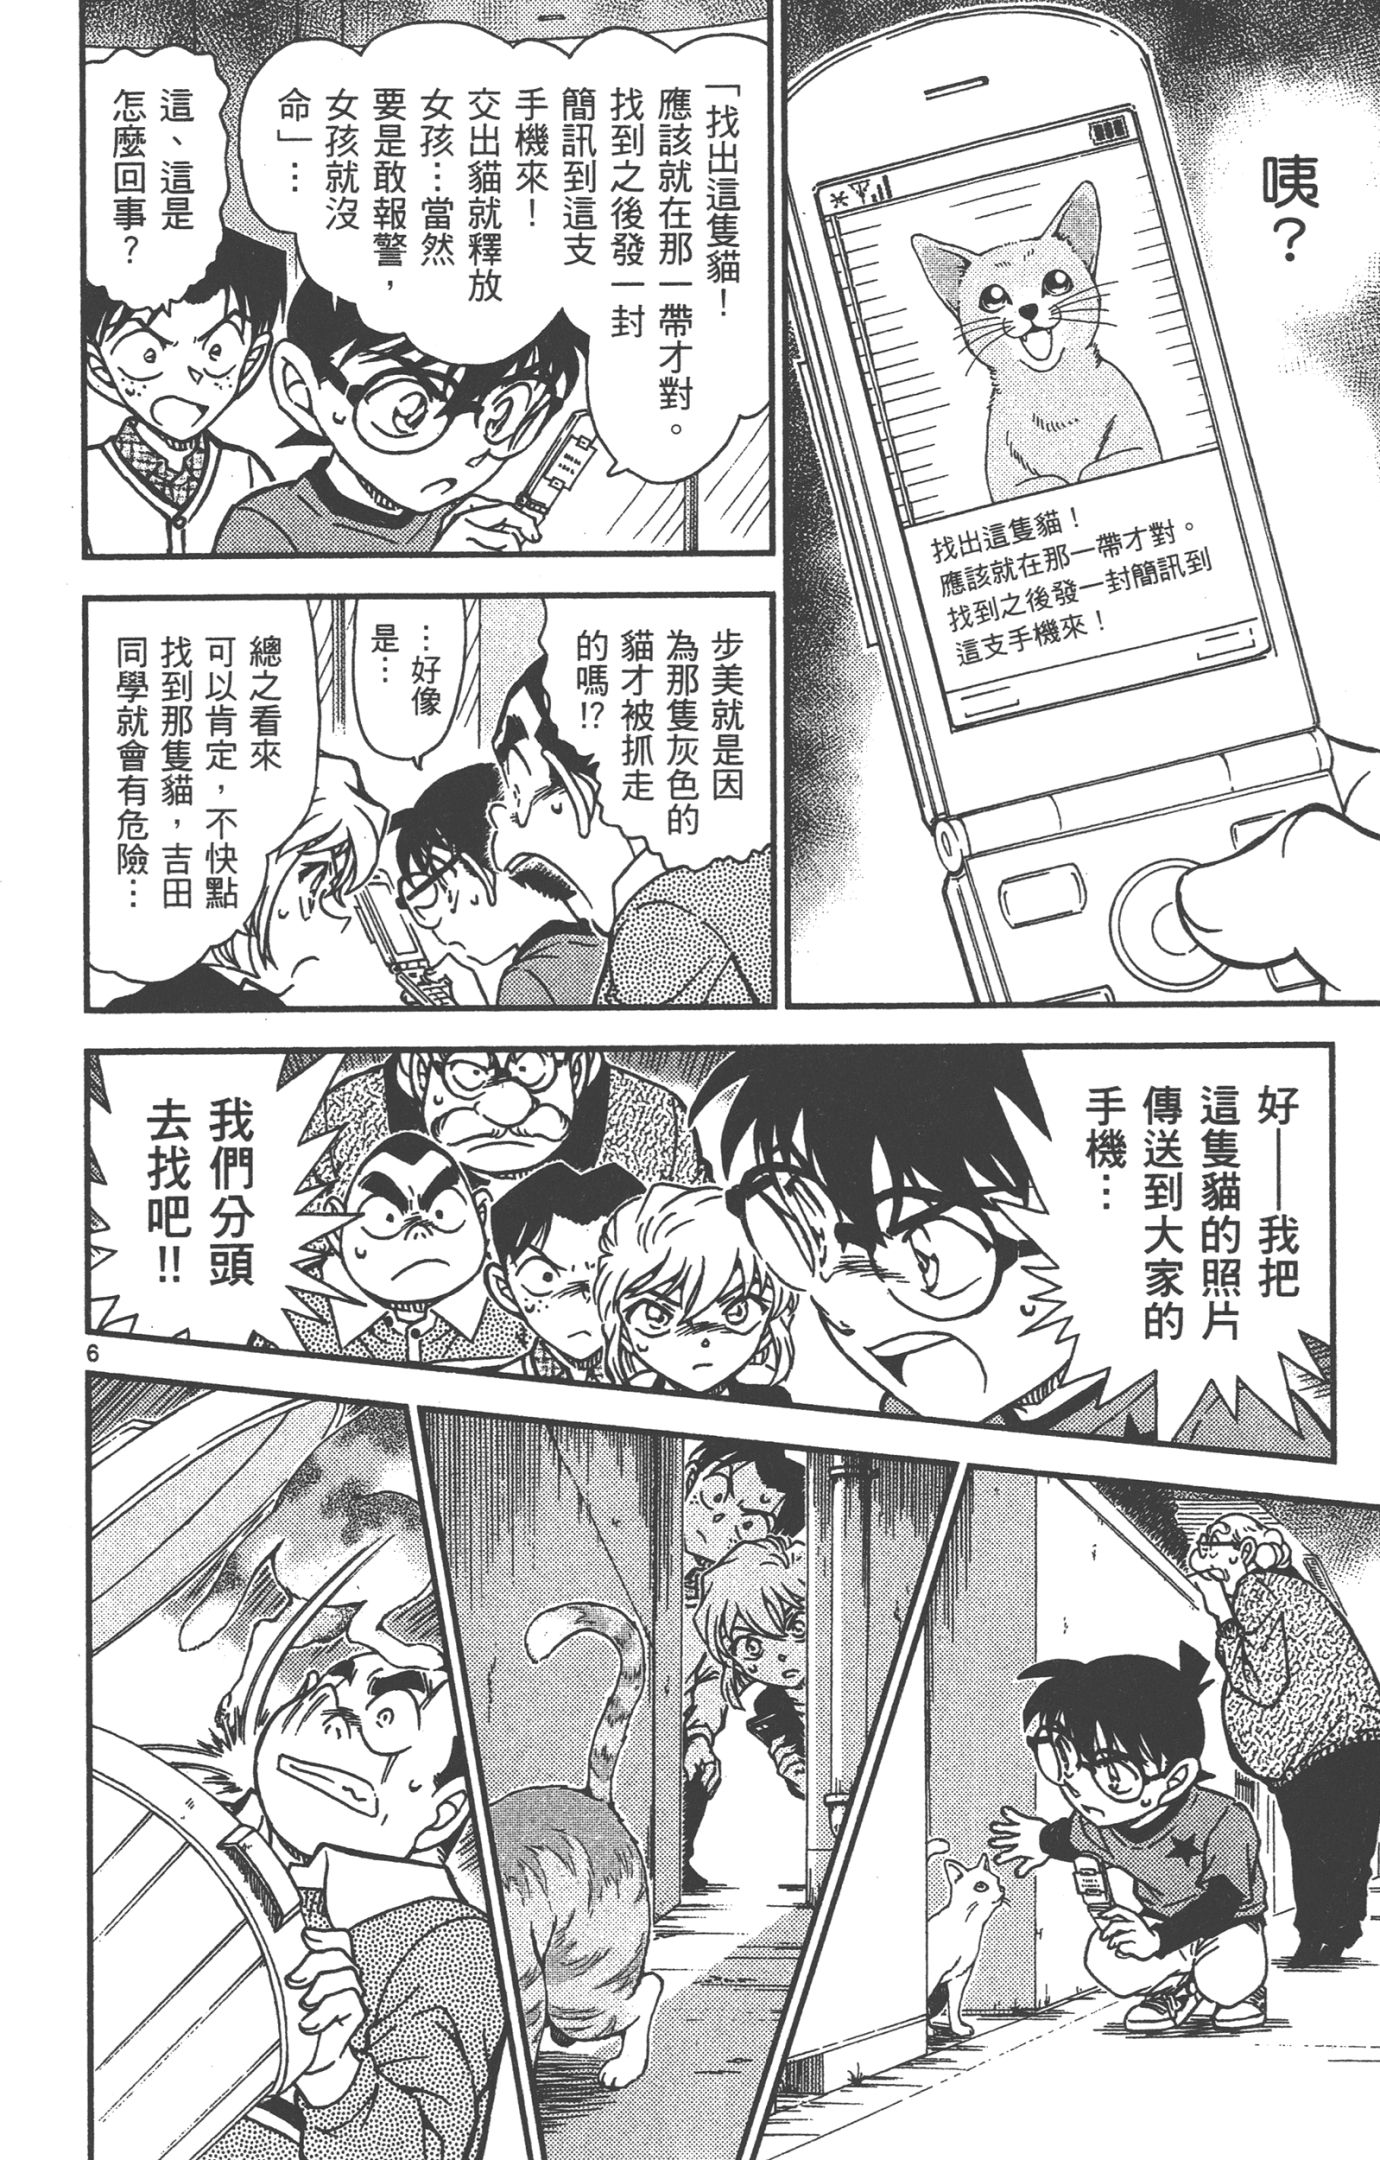 咦？
找出這隻貓！
應該就在那一帶才對。
找到之後發一封簡訊到
這支手機來！
「找出這隻貓！
應該就在那一帶才對。
找到之後發一封
簡訊到這支
手機來！
交出貓就釋放
女孩…當然
要是敢報警，
女孩就沒
命」…
這、這是
怎麼回事？
步美就是因
為那隻灰色的
貓才被抓走
的嗎!?
…好像
是…
總之看來
可以肯定，不快點
找到那隻貓，吉田
同學就會有危險…
好——我把
這隻貓的照片
傳送到大家的
手機…
我們分頭
去找吧!!
6